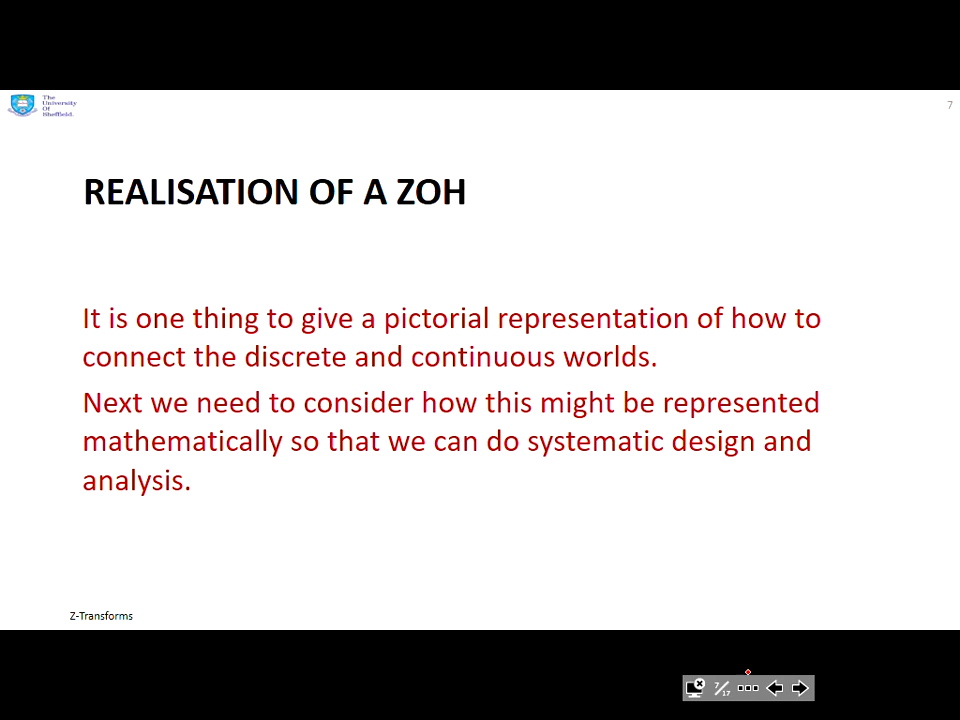 The
University
Of
Sheffield.
7
REALISATION OF A ZOH
It is one thing to give a pictorial representation of how to
connect the discrete and continuous worlds.
Next we need to consider how this might be represented
mathematically so that we can do systematic design and
analysis.
Z-Transforms
7/17